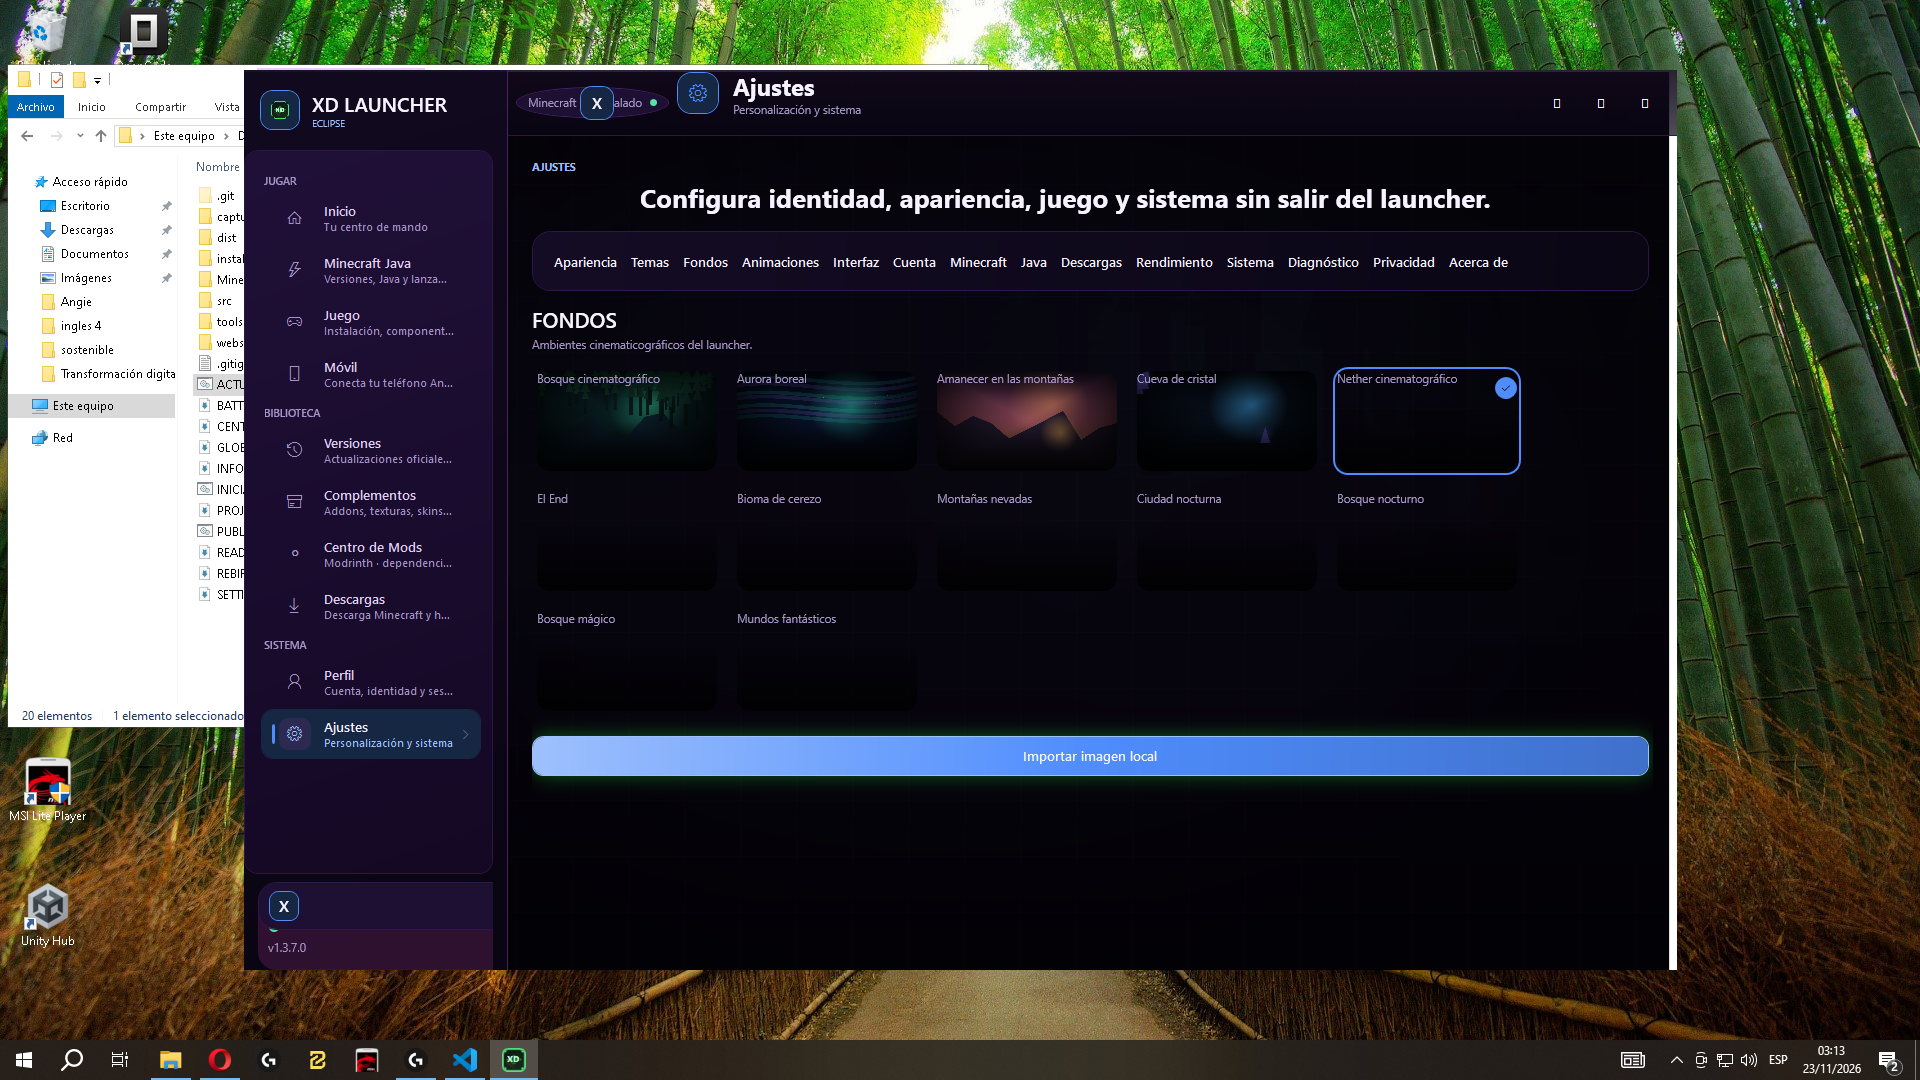 Archivo
Inicio
Compartir
Vista
Este equipo
Nombre
Acceso rápido
Escritorio
Descargas
Documentos
Imágenes
Angie
ingles 4
sostenible
Transformación digita
Este equipo
Red
.git
dist
src
tools
20 elementos
1 elemento seleccionado
MSI Lite Player
Unity Hub
XD
XD LAUNCHER
ECLIPSE
JUGAR
Inicio
Tu centro de mando
Minecraft Java
Versiones, Java y lanza...
Juego
Instalación, component...
Móvil
Conecta tu teléfono An...
BIBLIOTECA
Versiones
Actualizaciones oficiale...
Complementos
Addons, texturas, skins...
Centro de Mods
Modrinth · dependenci...
Descargas
Descarga Minecraft y h...
SISTEMA
Perfil
Cuenta, identidad y ses...
Ajustes
Personalización y sistema
X
v1.3.7.0
Minecraft
X
alado
Ajustes
Personalización y sistema
AJUSTES
Configura identidad, apariencia, juego y sistema sin salir del launcher.
Apariencia Temas Fondos Animaciones Interfaz Cuenta Minecraft Java Descargas Rendimiento Sistema Diagnóstico Privacidad Acerca de
FONDOS
Ambientes cinematicográficos del launcher.
Bosque cinematográfico
Aurora boreal
Amanecer en las montañas
Cueva de cristal
Nether cinematográfico
El End
Bioma de cerezo
Montañas nevadas
Ciudad nocturna
Bosque nocturno
Bosque mágico
Mundos fantásticos
Importar imagen local
XD
ESP
03:13
23/11/2026
2